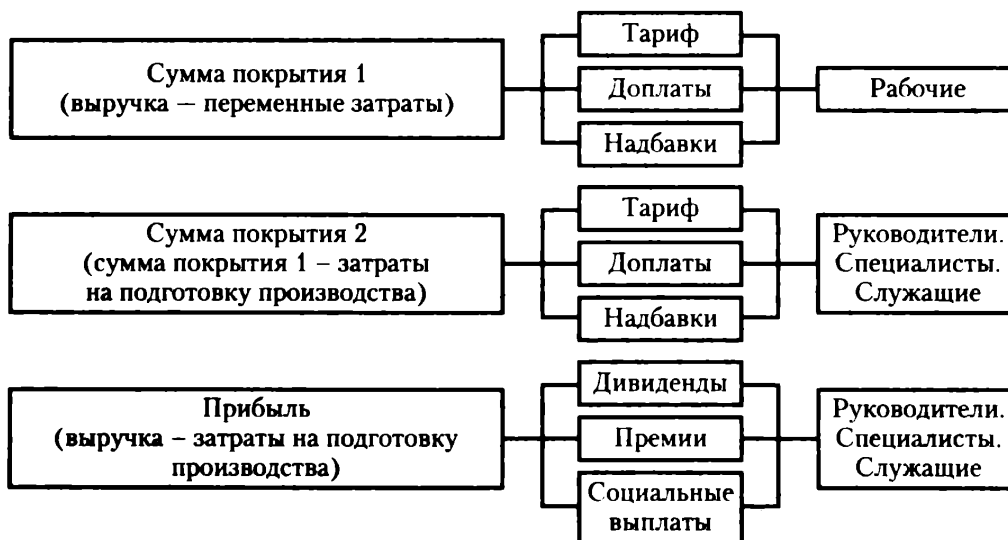 Сумма покрытия 1
(выручка – переменные затраты)
Тариф
Доплаты
Надбавки
Рабочие
Сумма покрытия 2
(сумма покрытия 1 – затраты
на подготовку производства)
Тариф
Доплаты
Надбавки
Руководители.
Специалисты.
Служащие
Прибыль
(выручка – затраты на подготовку
производства)
Дивиденды
Премии
Социальные
выплаты
Руководители.
Специалисты.
Служащие